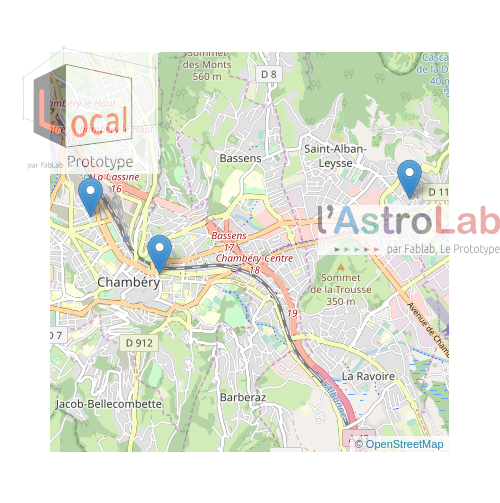 Sommet
des Monts
560 m
D 8
Casca
de la D
40 m
Chambéry le Haut
Local
Prototype
par FabLab
La Cassine
16
Bassens
Saint-Alban-
Leysse
D 11
l'AstroLab
par Fablab, Le Prototype
Bassens
17
Chambéry-Centre
18
Chambéry
Sommet
de la Trousse
350 m
19
Avenue de Cham
D 7
D 912
La Ravoire
Jacob-Bellecombette
Barberaz
© OpenStreetMap